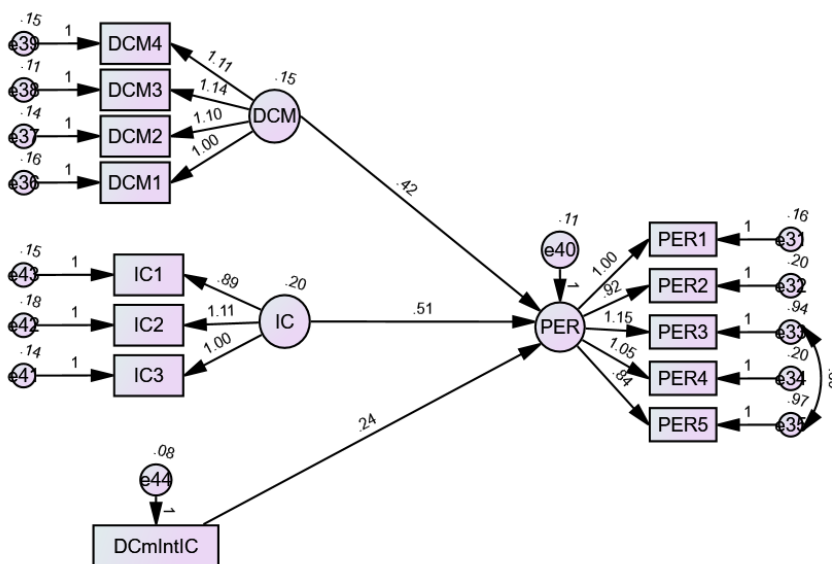 .15
e39
1
DCM4
1.11
.11
e38
1
DCM3
1.14
.15
DCM
.14
e37
1
DCM2
1.10
.16
e36
1
DCM1
1.00
.42
.15
e43
1
IC1
.89
.20
IC
.18
e42
1
IC2
1.11
.14
e41
1
IC3
1.00
.51
.11
e40
1
PER
1.00
PER1
1
.16
e31
.92
PER2
1
.20
e32
1.15
PER3
1
.94
e33
1.05
PER4
1
.20
e34
.84
PER5
1
.97
e35
.24
.08
e44
1
DCmIntIC